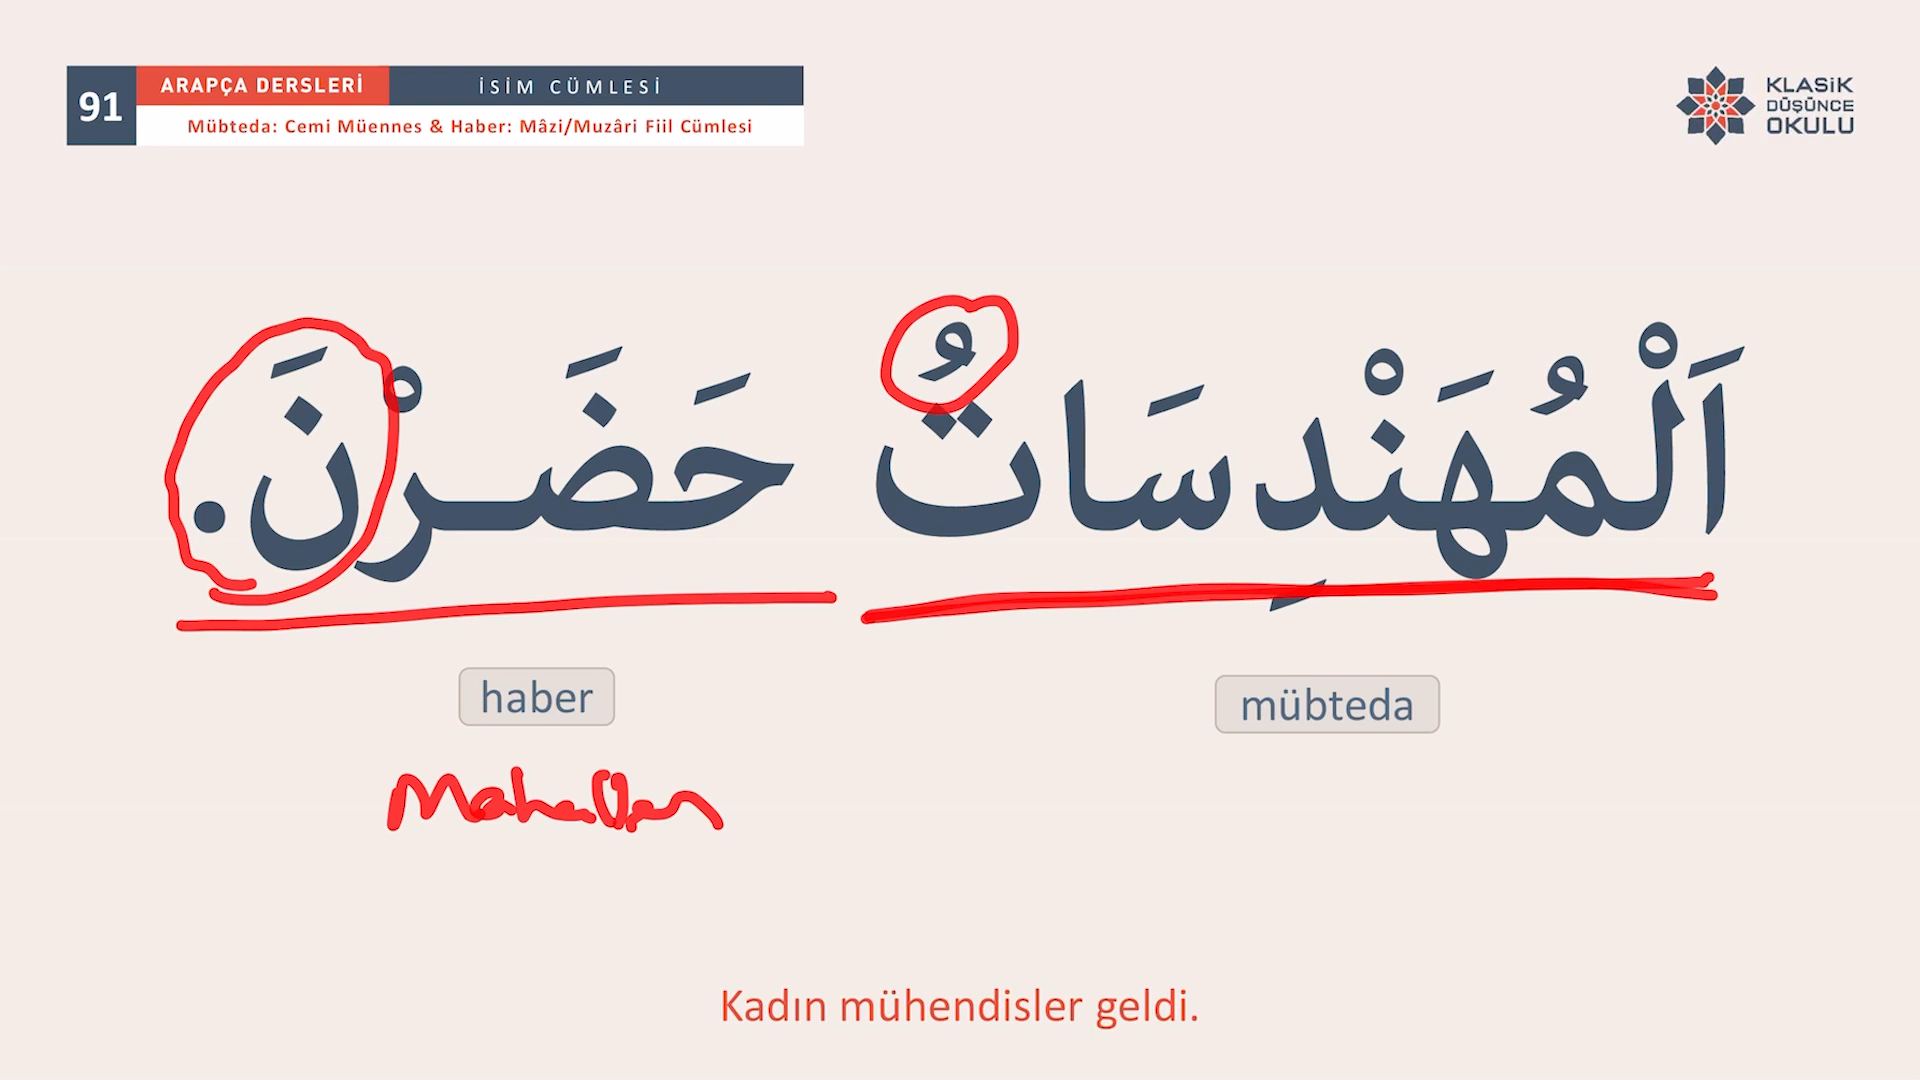 91
ARAPÇA DERSLERİ
İSİM CÜMLESİ
Mübteda: Cemi Müennes & Haber: Mâzi/Muzâri Fiil Cümlesi
KLASİK
DÜŞÜNCE
OKULU
اَلْمُهَنْدِسَاتُ حَضَرْنَ.
haber
mübteda
Mahallen
Kadın mühendisler geldi.